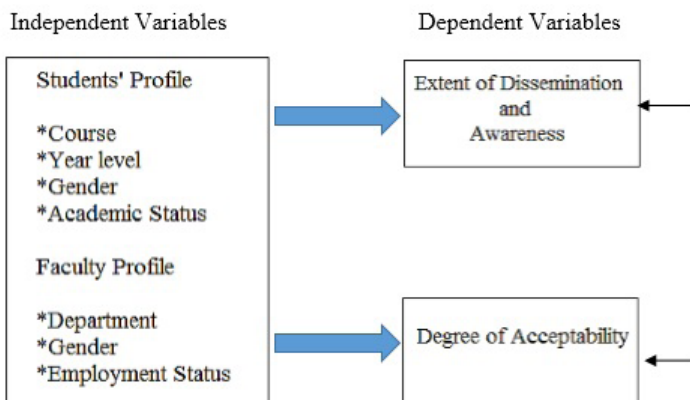 Independent Variables
Dependent Variables
Students' Profile
*Course
*Year level
*Gender
*Academic Status
Faculty Profile
*Department
*Gender
*Employment Status
Extent of Dissemination
and
Awareness
Degree of Acceptability